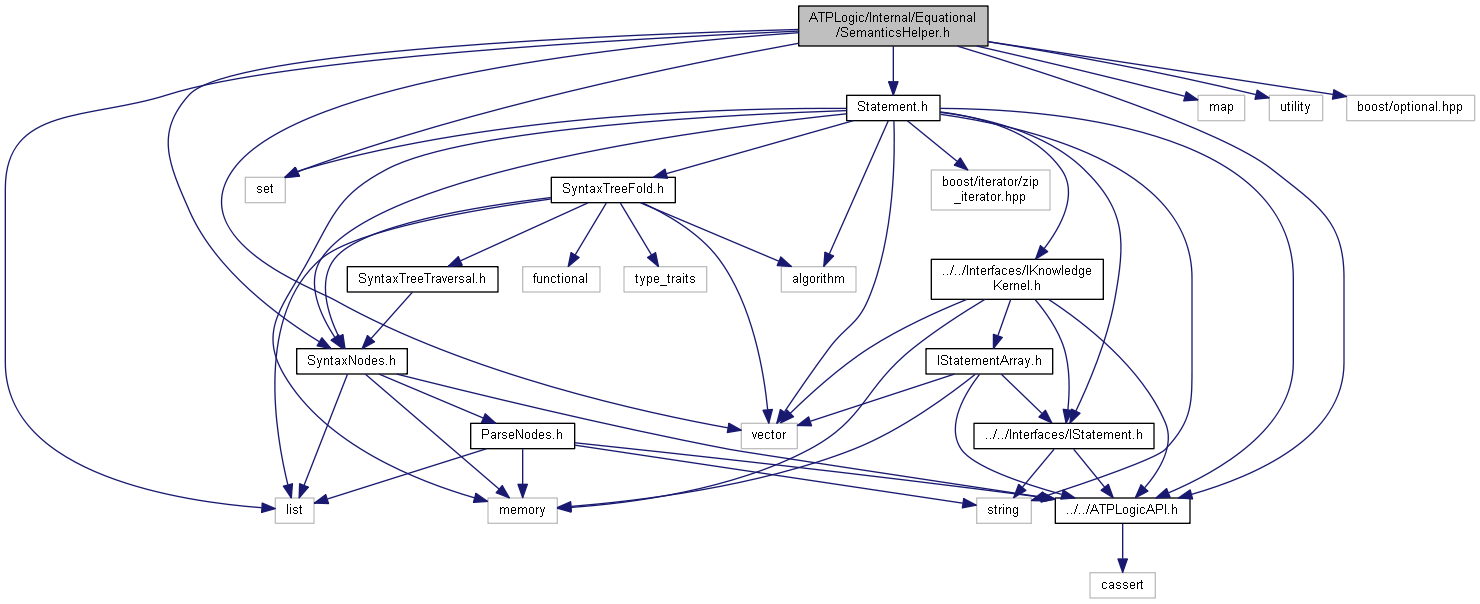 ATPLogic/Internal/Equational
/SemanticsHelper.h
Statement.h
map
utility
boost/optional.hpp
set
SyntaxTreeFold.h
boost/iterator/zip
_iterator.hpp
SyntaxTreeTraversal.h
functional
type_traits
algorithm
../../Interfaces/IKnowledge
Kernel.h
SyntaxNodes.h
IStatementArray.h
ParseNodes.h
vector
../../Interfaces/IStatement.h
list
memory
string
../../ATPLogicAPI.h
cassert